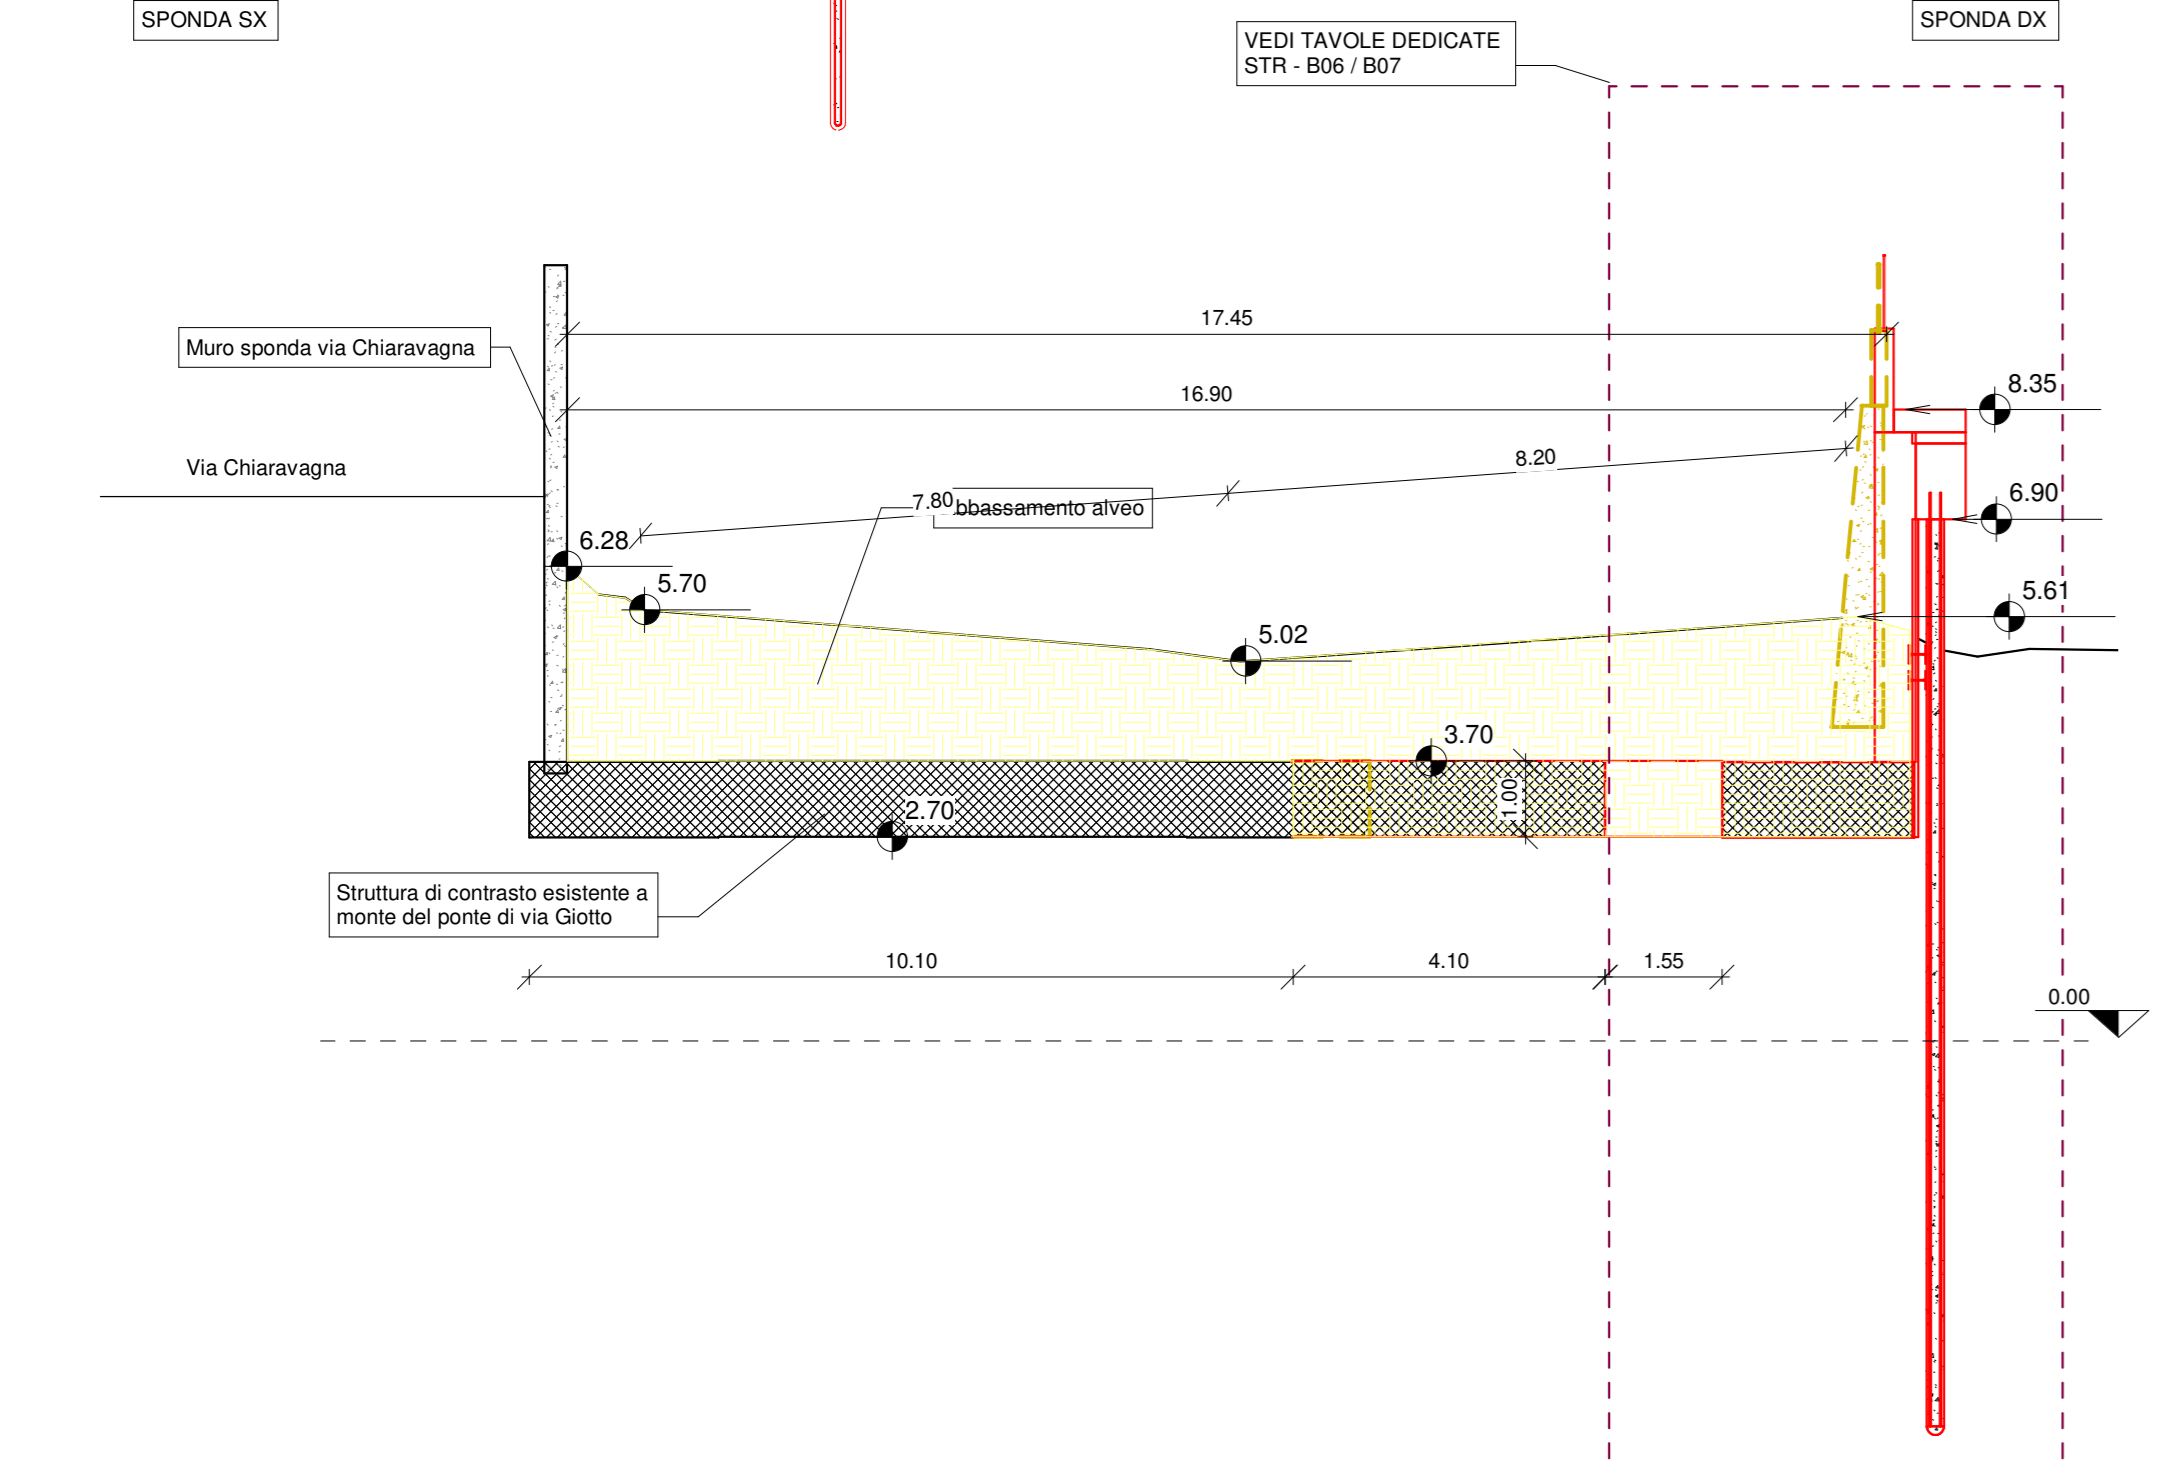 SPONDA SX
SPONDA DX
VEDI TAVOLE DEDICATE
STR - B06 / B07
17.45
Muro sponda via Chiaravagna
16.90
8.35
8.20
Via Chiaravagna
7.80
bbassamento alveo
6.90
6.28
5.70
5.61
5.02
3.70
1.00
2.70
Struttura di contrasto esistente a
monte del ponte di via Giotto
10.10
4.10
1.55
0.00